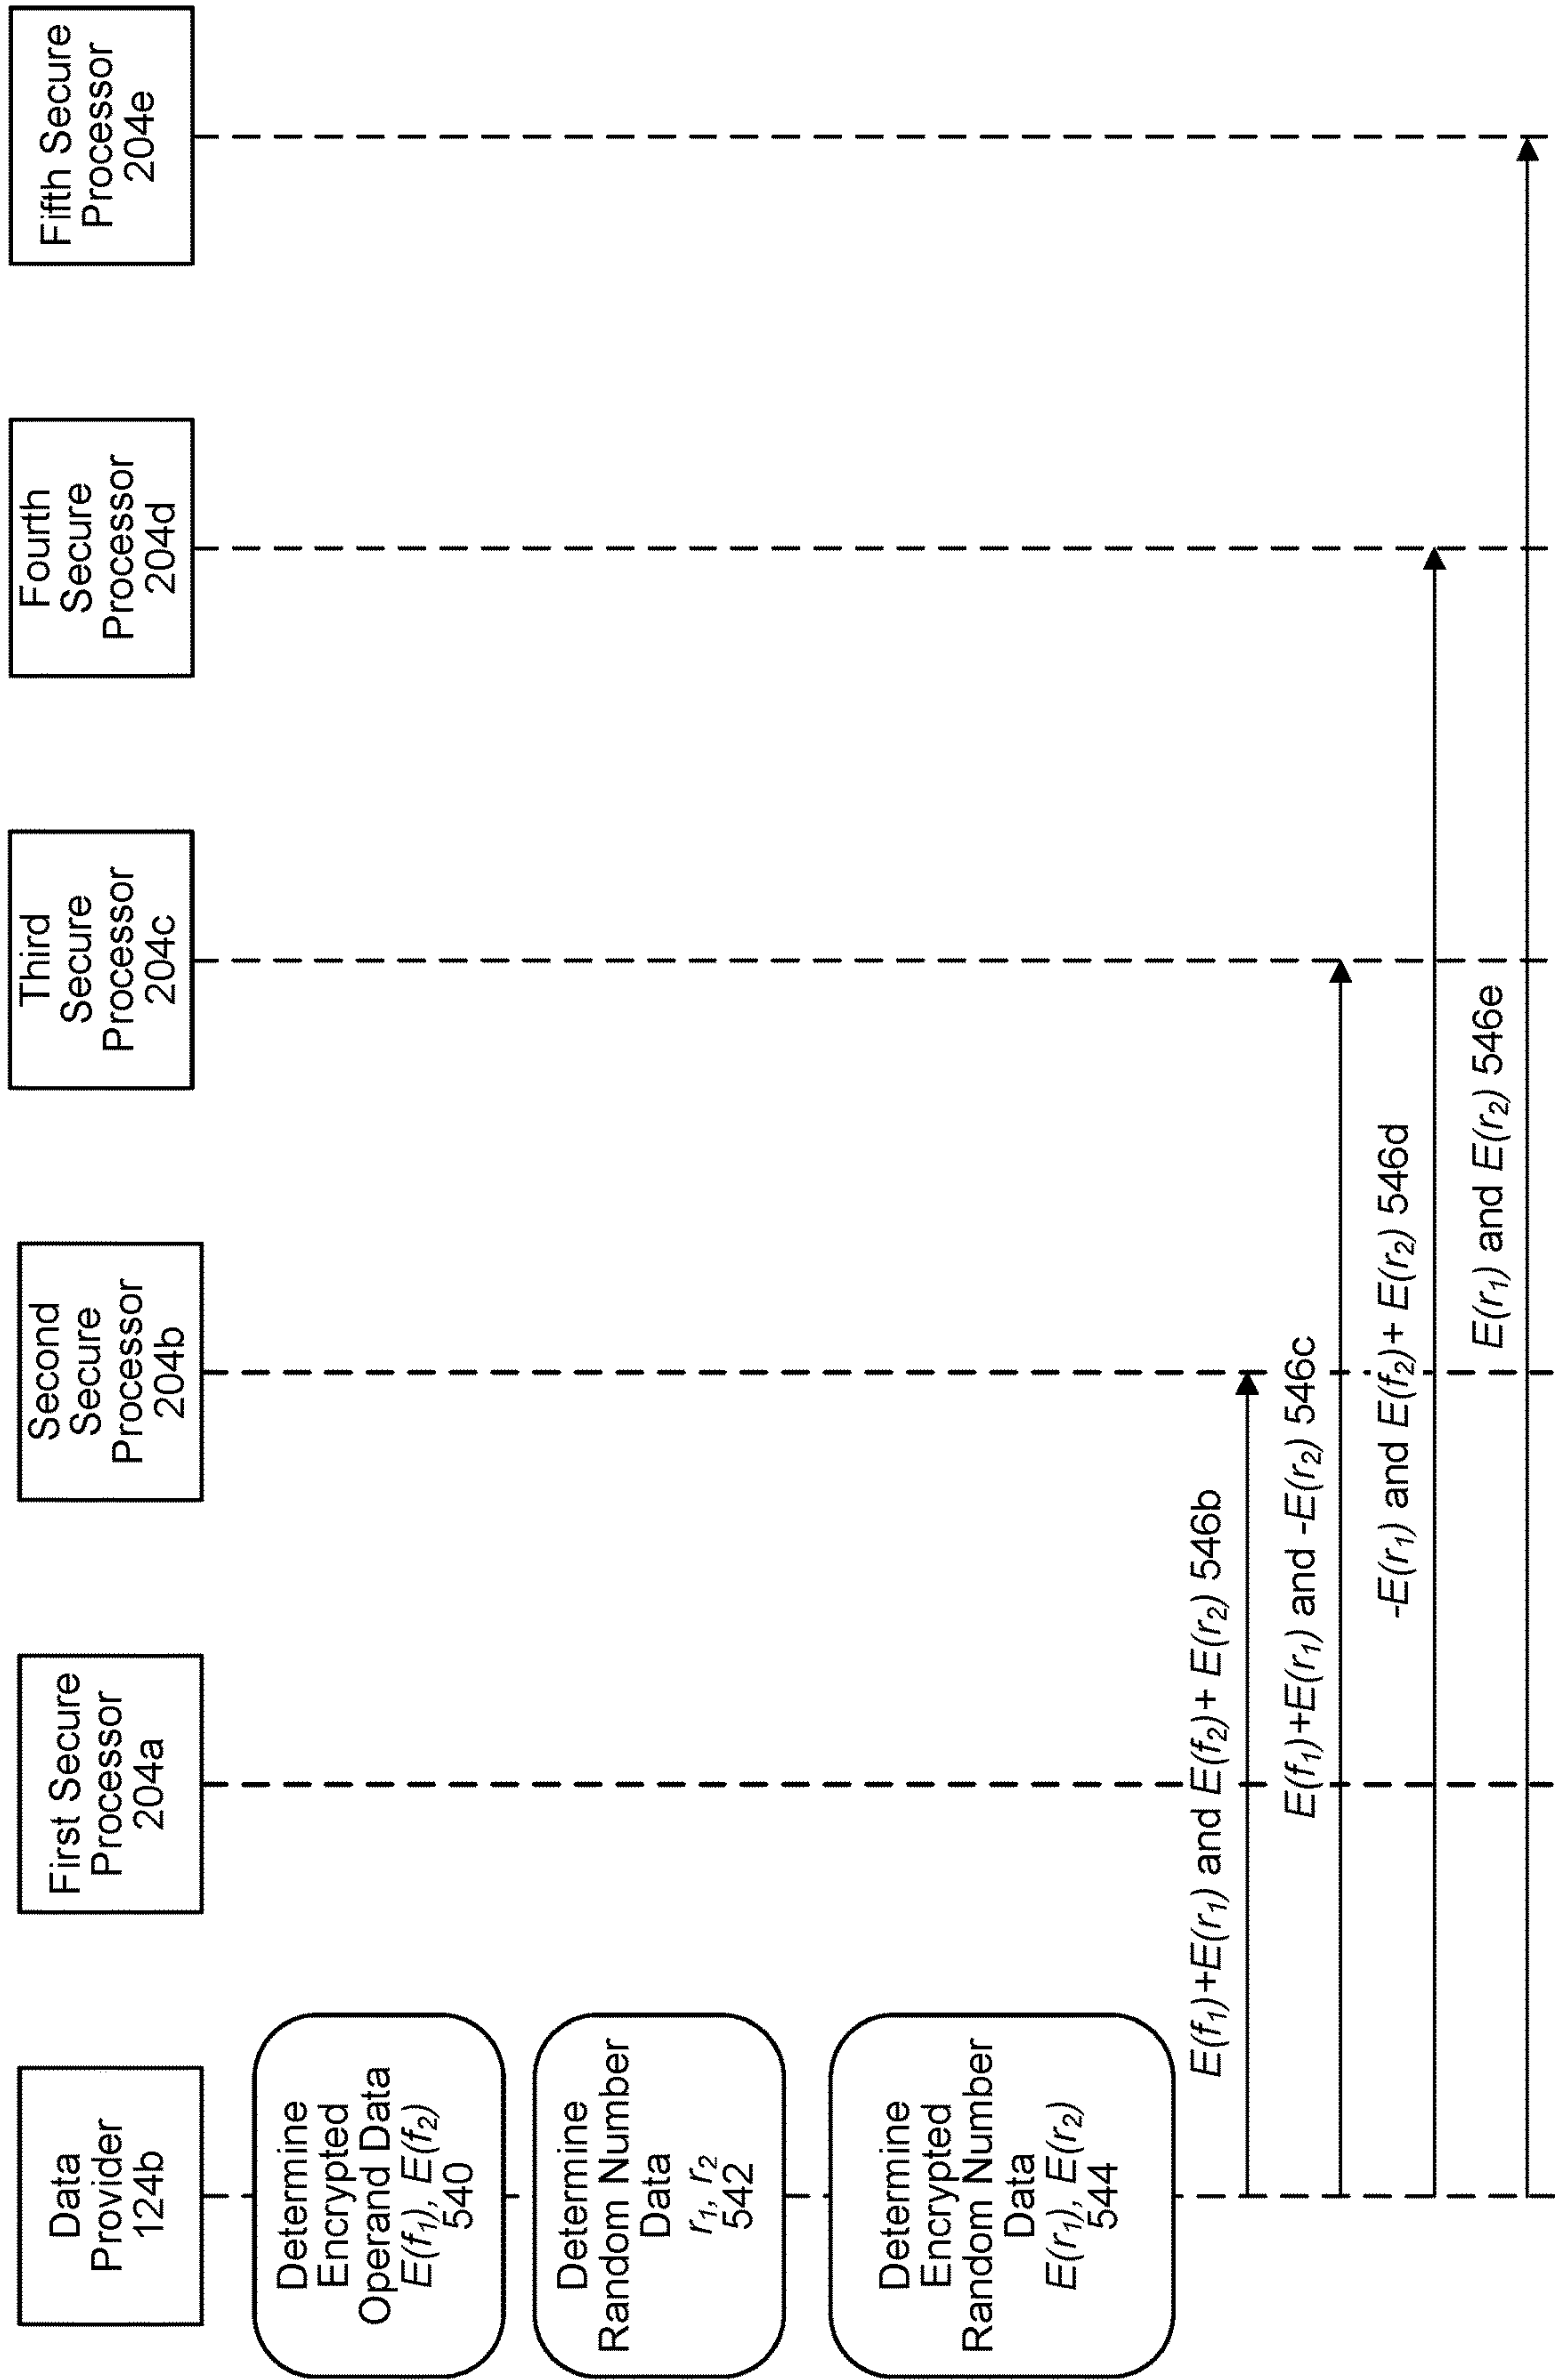 Data
Provider
124b
First Secure
Processor
204a
Second
Secure
Processor
204b
Third
Secure
Processor
204c
Fourth
Secure
Processor
204d
Fifth Secure
Processor
204e
Determine
Encrypted
Operand Data
E(f₁), E(f₂)
540
Determine
Random Number
Data
r₁, r₂
542
Determine
Encrypted
Random Number
Data
E(r₁), E(r₂)
544
E(f₁)+E(r₁) and E(f₂)+ E(r₂) 546b
E(f₁)+E(r₁) and -E(r₂) 546c
-E(r₁) and E(f₂)+ E(r₂) 546d
E(r₁) and E(r₂) 546e